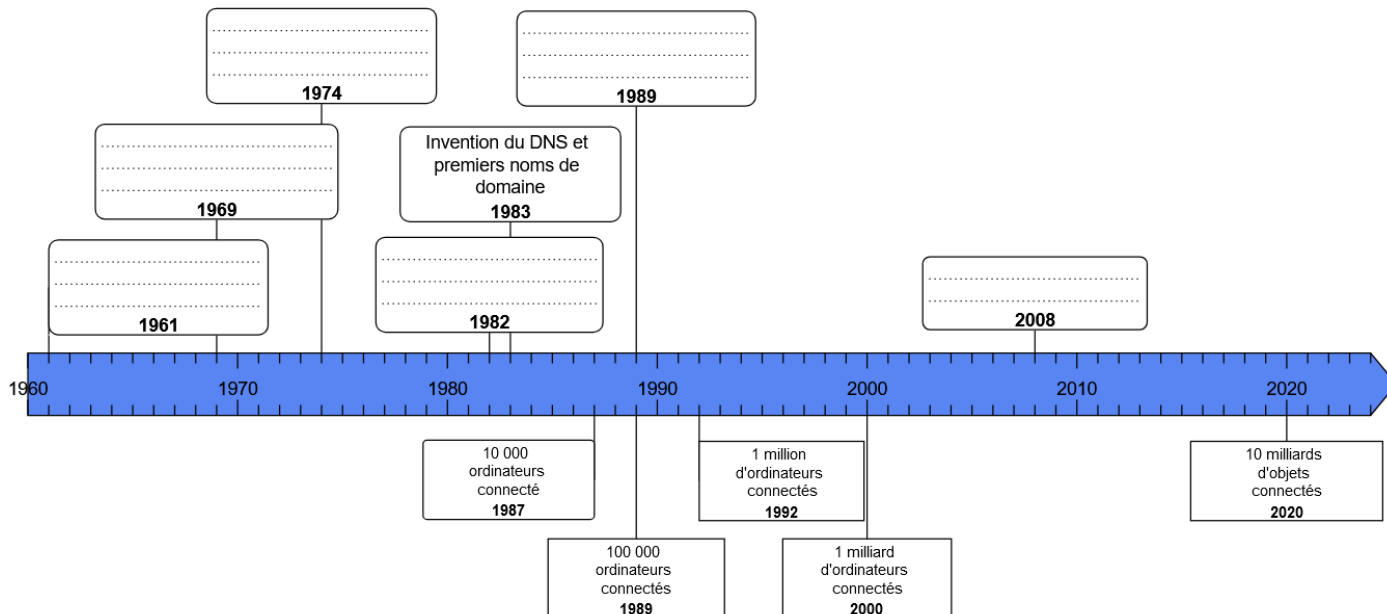 1974
1989
1969
Invention du DNS et
premiers noms de
domaine
1983
1961
1982
2008
1960
1970
1980
1990
2000
2010
2020
10 000
ordinateurs
connecté
1987
1 million
d'ordinateurs
connectés
1992
10 milliards
d'objets
connectés
2020
100 000
ordinateurs
connectés
1989
1 milliard
d'ordinateurs
connectés
2000